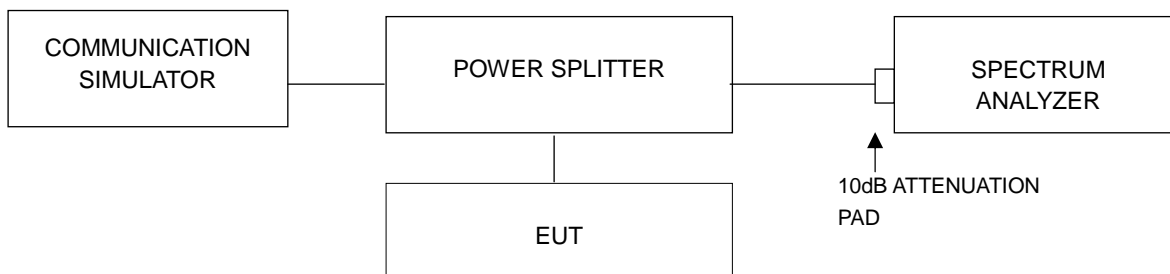 COMMUNICATION
SIMULATOR
POWER SPLITTER
SPECTRUM
ANALYZER
10dB ATTENUATION
PAD
EUT